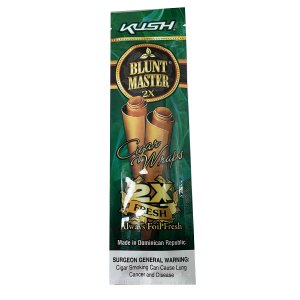 KUSH
BLUNT
MASTER
2X
Cigar
Wraps
2X
FRESH
Always Foil Fresh
Made in Dominican Republic
SURGEON GENERAL WARNING:
Cigar Smoking Can Cause Lung
Cancer and Disease